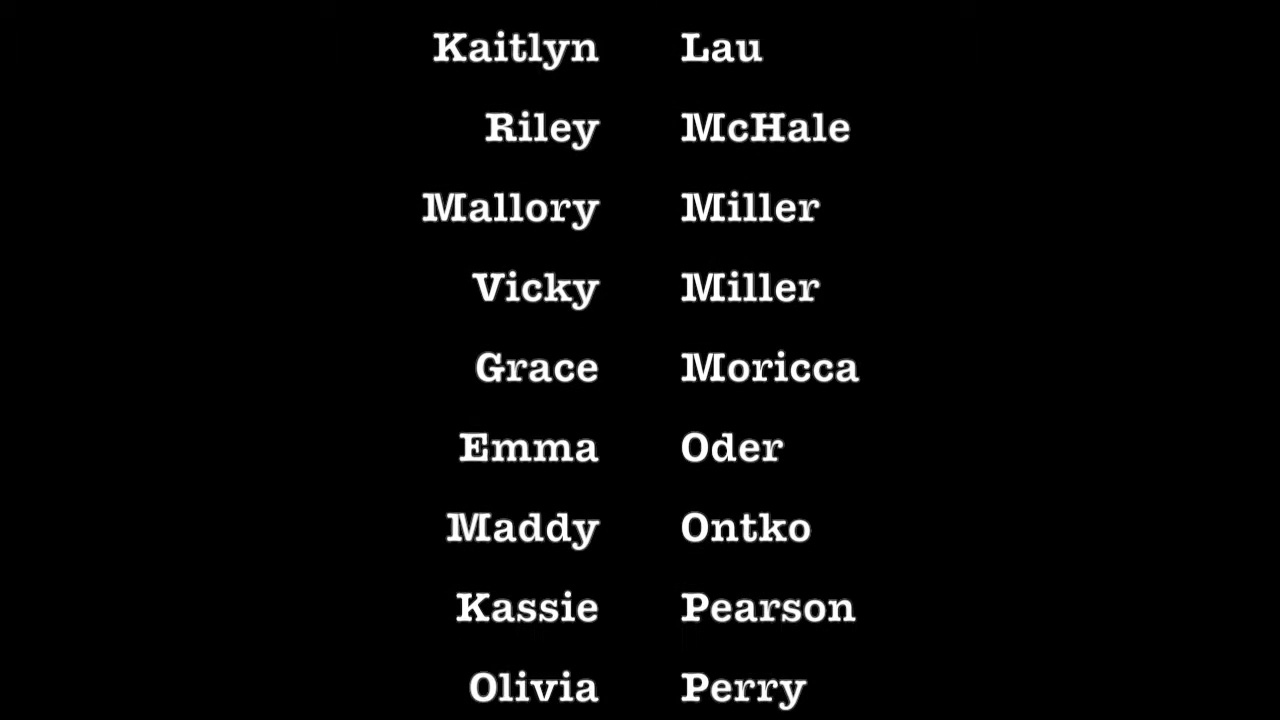 Kaitlyn Lau
Riley McHale
Mallory Miller
Vicky Miller
Grace Moricca
Emma Oder
Maddy Ontko
Kassie Pearson
Olivia Perry